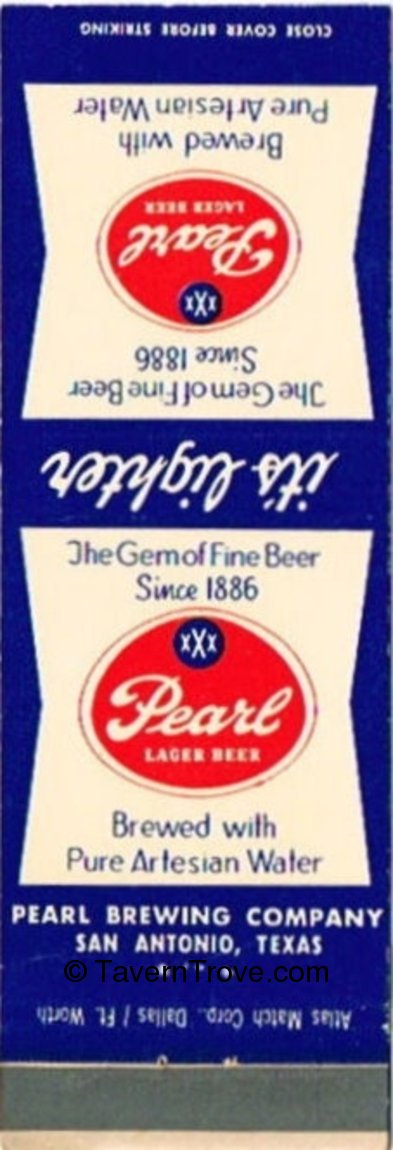 CLOSE COVER BEFORE STRIKING
Pure Artesian Water
Brewed with
LAGER BEER
Pearl
XXX
Since 1886
The Gem of Fine Beer
it's lighter
The Gem of Fine Beer
Since 1886
XXX
Pearl
LAGER BEER
Brewed with
Pure Artesian Water
PEARL BREWING COMPANY
SAN ANTONIO, TEXAS
© TavernTrove.com
Atlas Match Corp. Dallas / Ft. Worth